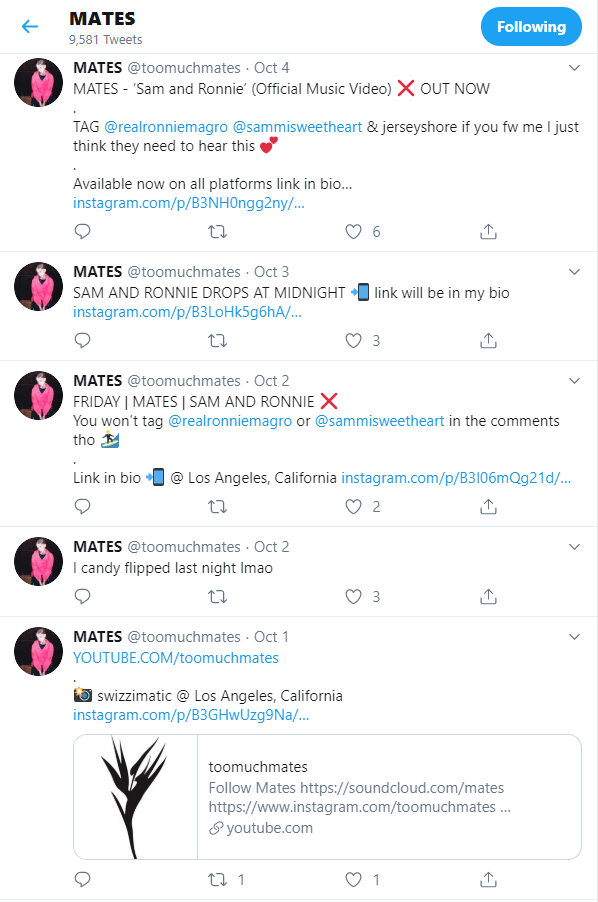 MATES
9,581 Tweets
Following
MATES @toomuchmates · Oct 4
MATES - ‘Sam and Ronnie’ (Official Music Video) ❌ OUT NOW
.
TAG @realronniemagro @sammisweetheart & jerseyshore if you fw me I just
think they need to hear this 💕
.
Available now on all platforms link in bio…
instagram.com/p/B3NH0ngg2ny/…
6
MATES @toomuchmates · Oct 3
SAM AND RONNIE DROPS AT MIDNIGHT 📲 link will be in my bio
instagram.com/p/B3LoHk5g6hA/…
3
MATES @toomuchmates · Oct 2
FRIDAY | MATES | SAM AND RONNIE ❌
You won’t tag @realronniemagro or @sammisweetheart in the comments
tho 🏄
.
Link in bio 📲 @ Los Angeles, California instagram.com/p/B3I06mQg21d/…
2
MATES @toomuchmates · Oct 2
I candy flipped last night lmao
3
MATES @toomuchmates · Oct 1
YOUTUBE.COM/toomuchmates
.
📸 swizzimatic @ Los Angeles, California
instagram.com/p/B3GHwUzg9Na/…
toomuchmates
Follow Mates https://soundcloud.com/mates
https://www.instagram.com/toomuchmates ...
youtube.com
1 1